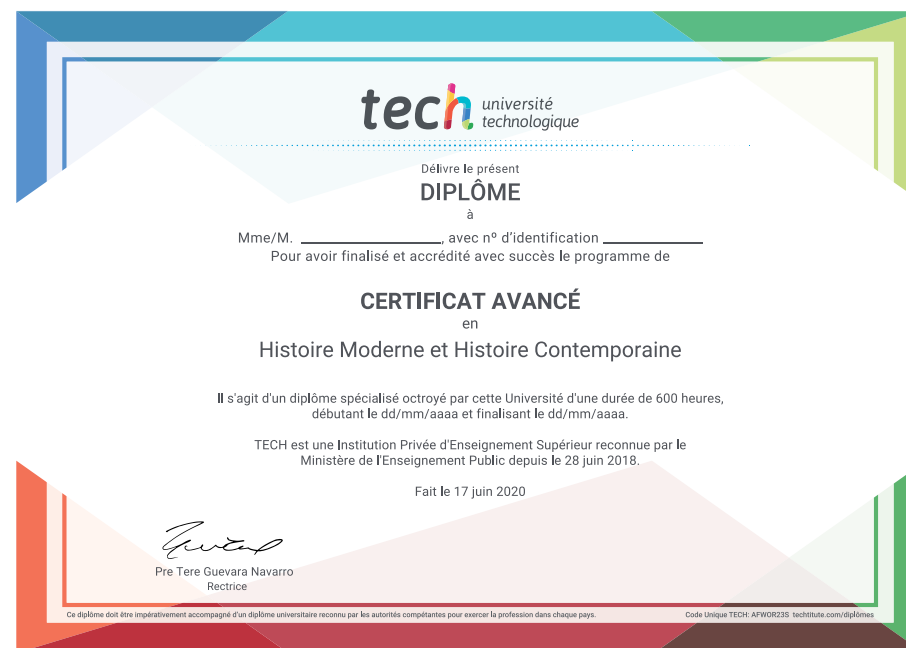 tech université
technologique
Délivre le présent
DIPLÔME
à
Mme/M. ____________________, avec nº d'identification ______________
Pour avoir finalisé et accrédité avec succès le programme de
CERTIFICAT AVANCÉ
en
Histoire Moderne et Histoire Contemporaine
Il s'agit d'un diplôme spécialisé octroyé par cette Université d'une durée de 600 heures,
débutant le dd/mm/aaaa et finalisant le dd/mm/aaaa.
TECH est une Institution Privée d'Enseignement Supérieur reconnue par le
Ministère de l'Enseignement Public depuis le 28 juin 2018.
Fait le 17 juin 2020
Pre Tere Guevara Navarro
Rectrice
Ce diplôme doit être impérativement accompagné d'un diplôme universitaire reconnu par les autorités compétantes pour exercer la profession dans chaque pays. Code Unique TECH: AFWOR23S techtitute.com/diplômes